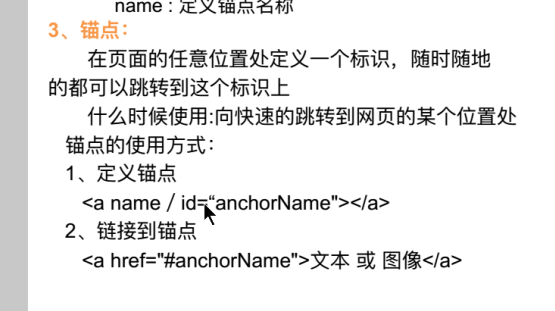 name : 定义锚点名称
3、锚点：
在页面的任意位置处定义一个标识，随时随地
的都可以跳转到这个标识上
什么时候使用:向快速的跳转到网页的某个位置处
锚点的使用方式：
1、定义锚点
<a name / id=“anchorName"></a>
2、链接到锚点
<a href="#anchorName">文本 或 图像</a>